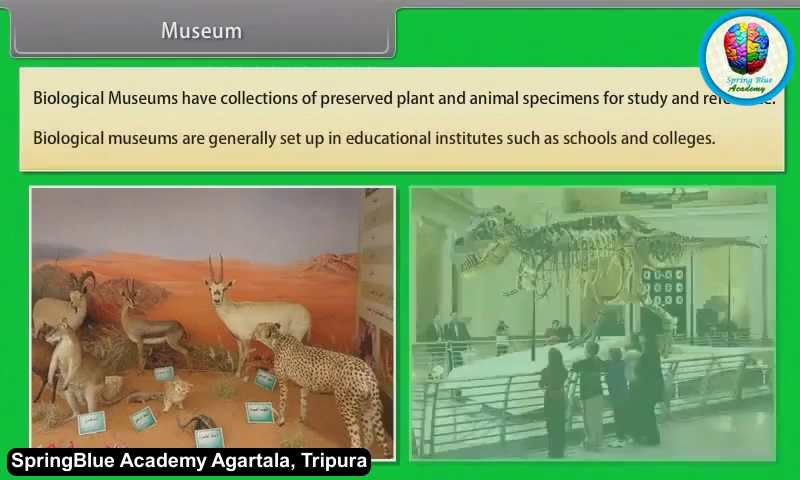 Museum
Spring Blue
Academy
Biological Museums have collections of preserved plant and animal specimens for study and
Biological museums are generally set up in educational institutes such as schools and colleges.
SpringBlue Academy Agartala, Tripura